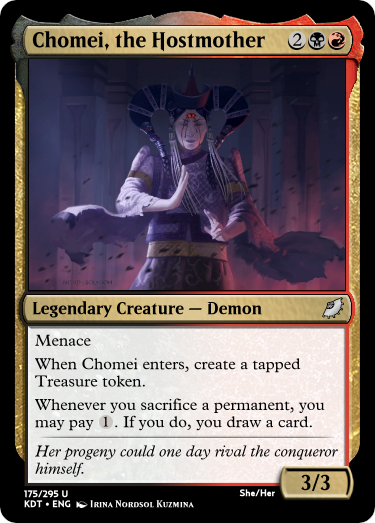 Chomei, the Hostmother 2
Legendary Creature — Demon
Menace
When Chomei enters, create a tapped
Treasure token.
Whenever you sacrifice a permanent, you
may pay 1. If you do, you draw a card.
Her progeny could one day rival the conqueror
himself.
3/3
175/295 U She/Her
KDT • ENG Irina Nordsol Kuzmina